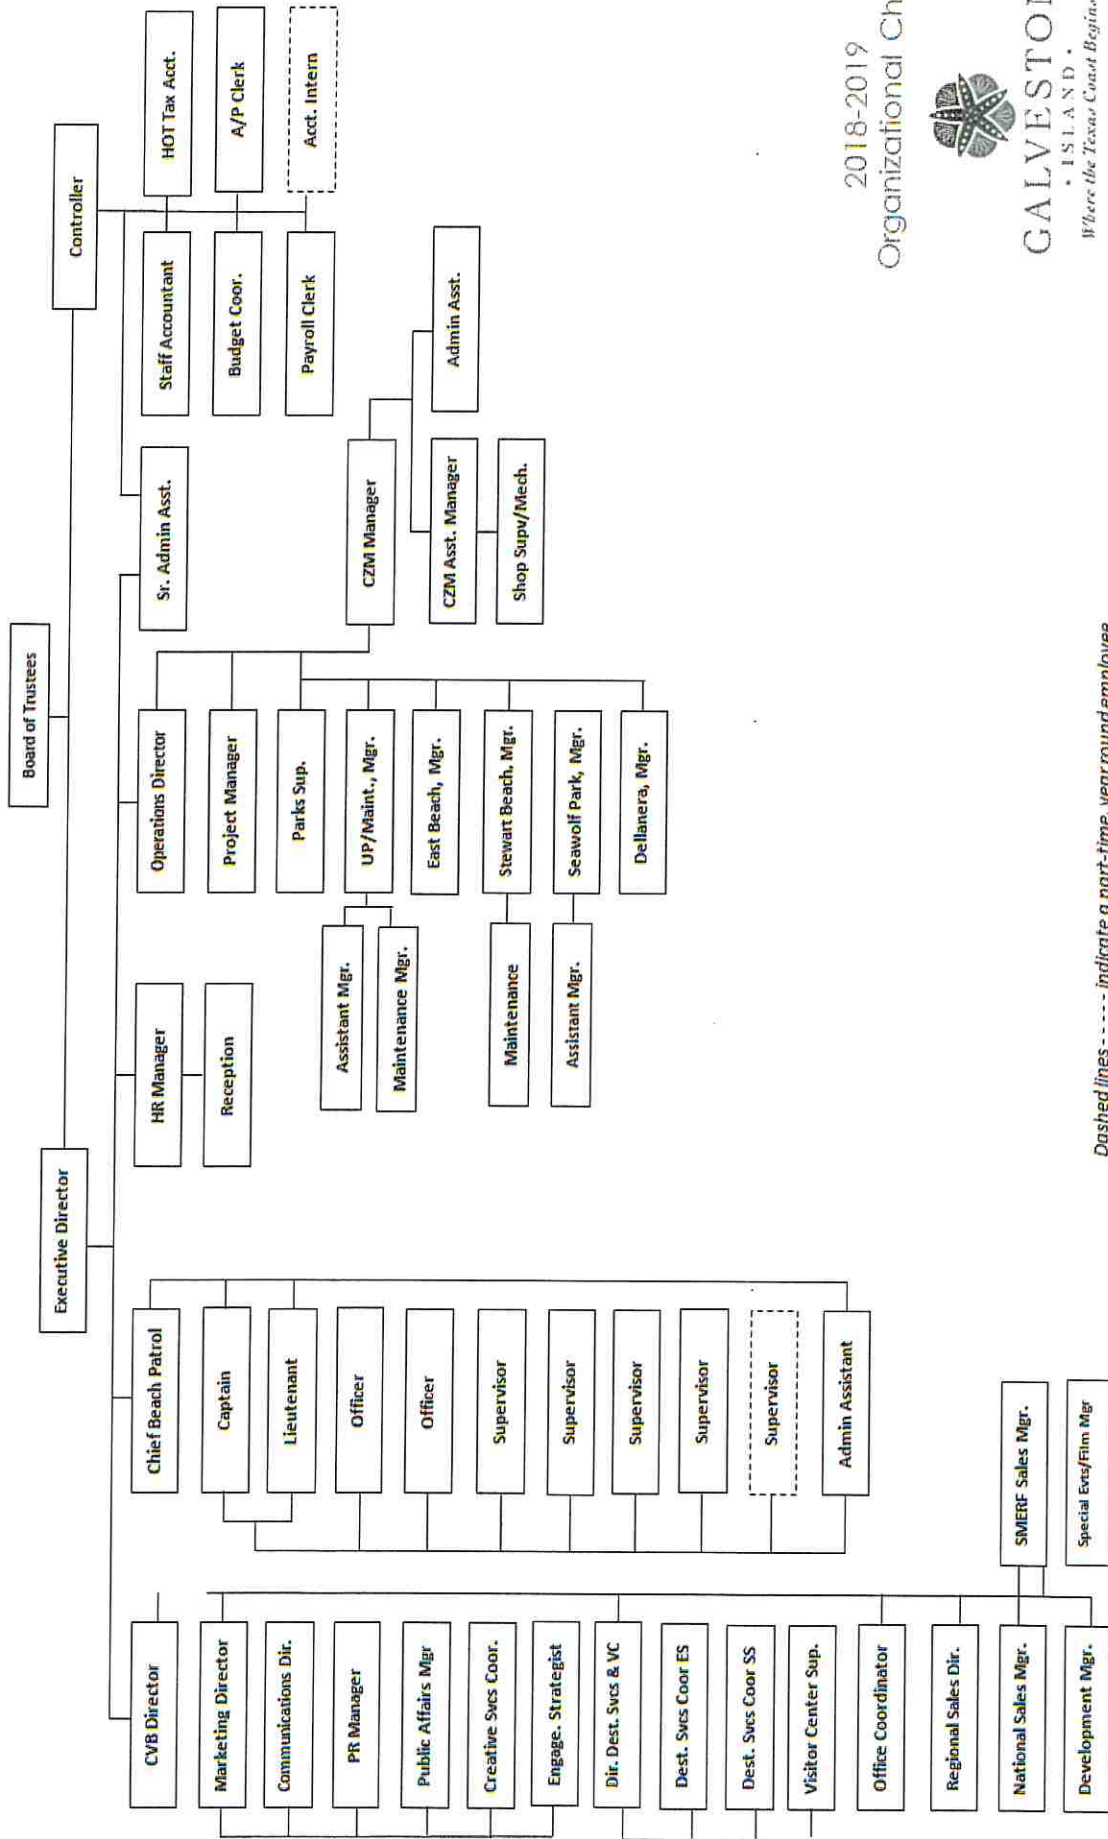 Board of Trustees
Executive Director
Controller
CVB Director
Marketing Director
Communications Dir.
PR Manager
Public Affairs Mgr
Creative Svcs Coor.
Engage. Strategist
Dir. Dest. Svcs & VC
Dest. Svcs Coor ES
Dest. Svcs Coor SS
Visitor Center Sup.
Office Coordinator
Regional Sales Dir.
National Sales Mgr.
SMERF Sales Mgr.
Development Mgr.
Special Evts/Film Mgr
Chief Beach Patrol
Captain
Lieutenant
Officer
Officer
Supervisor
Supervisor
Supervisor
Supervisor
Supervisor
Admin Assistant
HR Manager
Reception
Operations Director
Project Manager
Parks Sup.
UP/Maint., Mgr.
Assistant Mgr.
Maintenance Mgr.
East Beach, Mgr.
Stewart Beach. Mgr.
Maintenance
Seawolf Park, Mgr.
Assistant Mgr.
Dellanera, Mgr.
CZM Manager
CZM Asst. Manager
Admin Asst.
Shop Supv/Mech.
Sr. Admin Asst.
Staff Accountant
HOT Tax Acct.
Budget Coor.
A/P Clerk
Payroll Clerk
Acct. Intern
2018-2019
Organizational Ch
GALVESTON
• ISLAND •
Where the Texas Coast Begins
Dashed lines - - - - indicate a part-time, year round employee